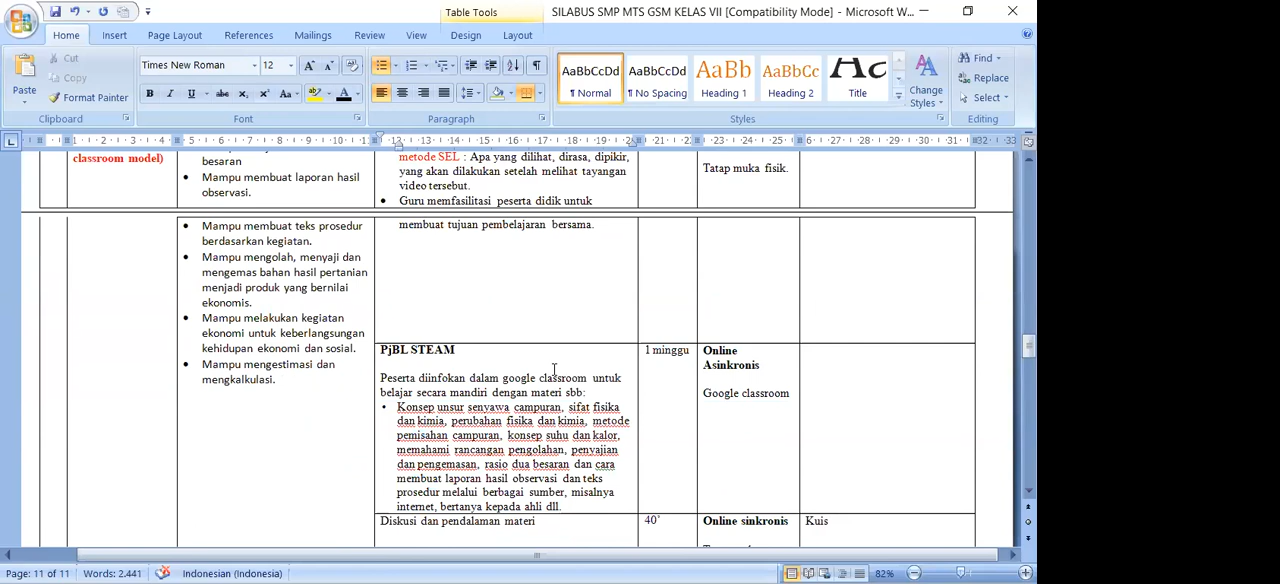 Table Tools
SILABUS SMP MTS GSM KELAS VII [Compatibility Mode] - Microsoft W...
Home Insert Page Layout References Mailings Review View Design Layout
Cut
Copy
Format Painter
Paste
Clipboard
Times New Roman 12
Font
Paragraph
AaBbCcDd AaBbCcDd AaBb AaBbCc Aa
¶ Normal ¶ No Spacing Heading 1 Heading 2 Title
Change Styles
Styles
Find
Replace
Select
Editing
classroom model)
besaran
• Mampu membuat laporan hasil
observasi.
metode SEL : Apa yang dilihat, dirasa, dipikir,
yang akan dilakukan setelah melihat tayangan
video tersebut.
• Guru memfasilitasi peserta didik untuk
Tatap muka fisik.
• Mampu membuat teks prosedur
berdasarkan kegiatan.
• Mampu mengolah, menyaji dan
mengemas bahan hasil pertanian
menjadi produk yang bernilai
ekonomis.
• Mampu melakukan kegiatan
ekonomi untuk keberlangsungan
kehidupan ekonomi dan sosial.
• Mampu mengestimasi dan
mengkalkulasi.
membuat tujuan pembelajaran bersama.
PjBL STEAM
Peserta diinfokan dalam google classroom untuk
belajar secara mandiri dengan materi sbb:
• Konsep unsur senyawa campuran, sifat fisika
dan kimia, perubahan fisika dan kimia, metode
pemisahan campuran, konsep suhu dan kalor,
memahami rancangan pengolahan, penyajian
dan pengemasan, rasio dua besaran dan cara
membuat laporan hasil observasi dan teks
prosedur melalui berbagai sumber, misalnya
internet, bertanya kepada ahli dll.
1 minggu
Online
Asinkronis
Google classroom
Diskusi dan pendalaman materi
40'
Online sinkronis
Kuis
Page: 11 of 11 Words: 2.441 Indonesian (Indonesia) 82%